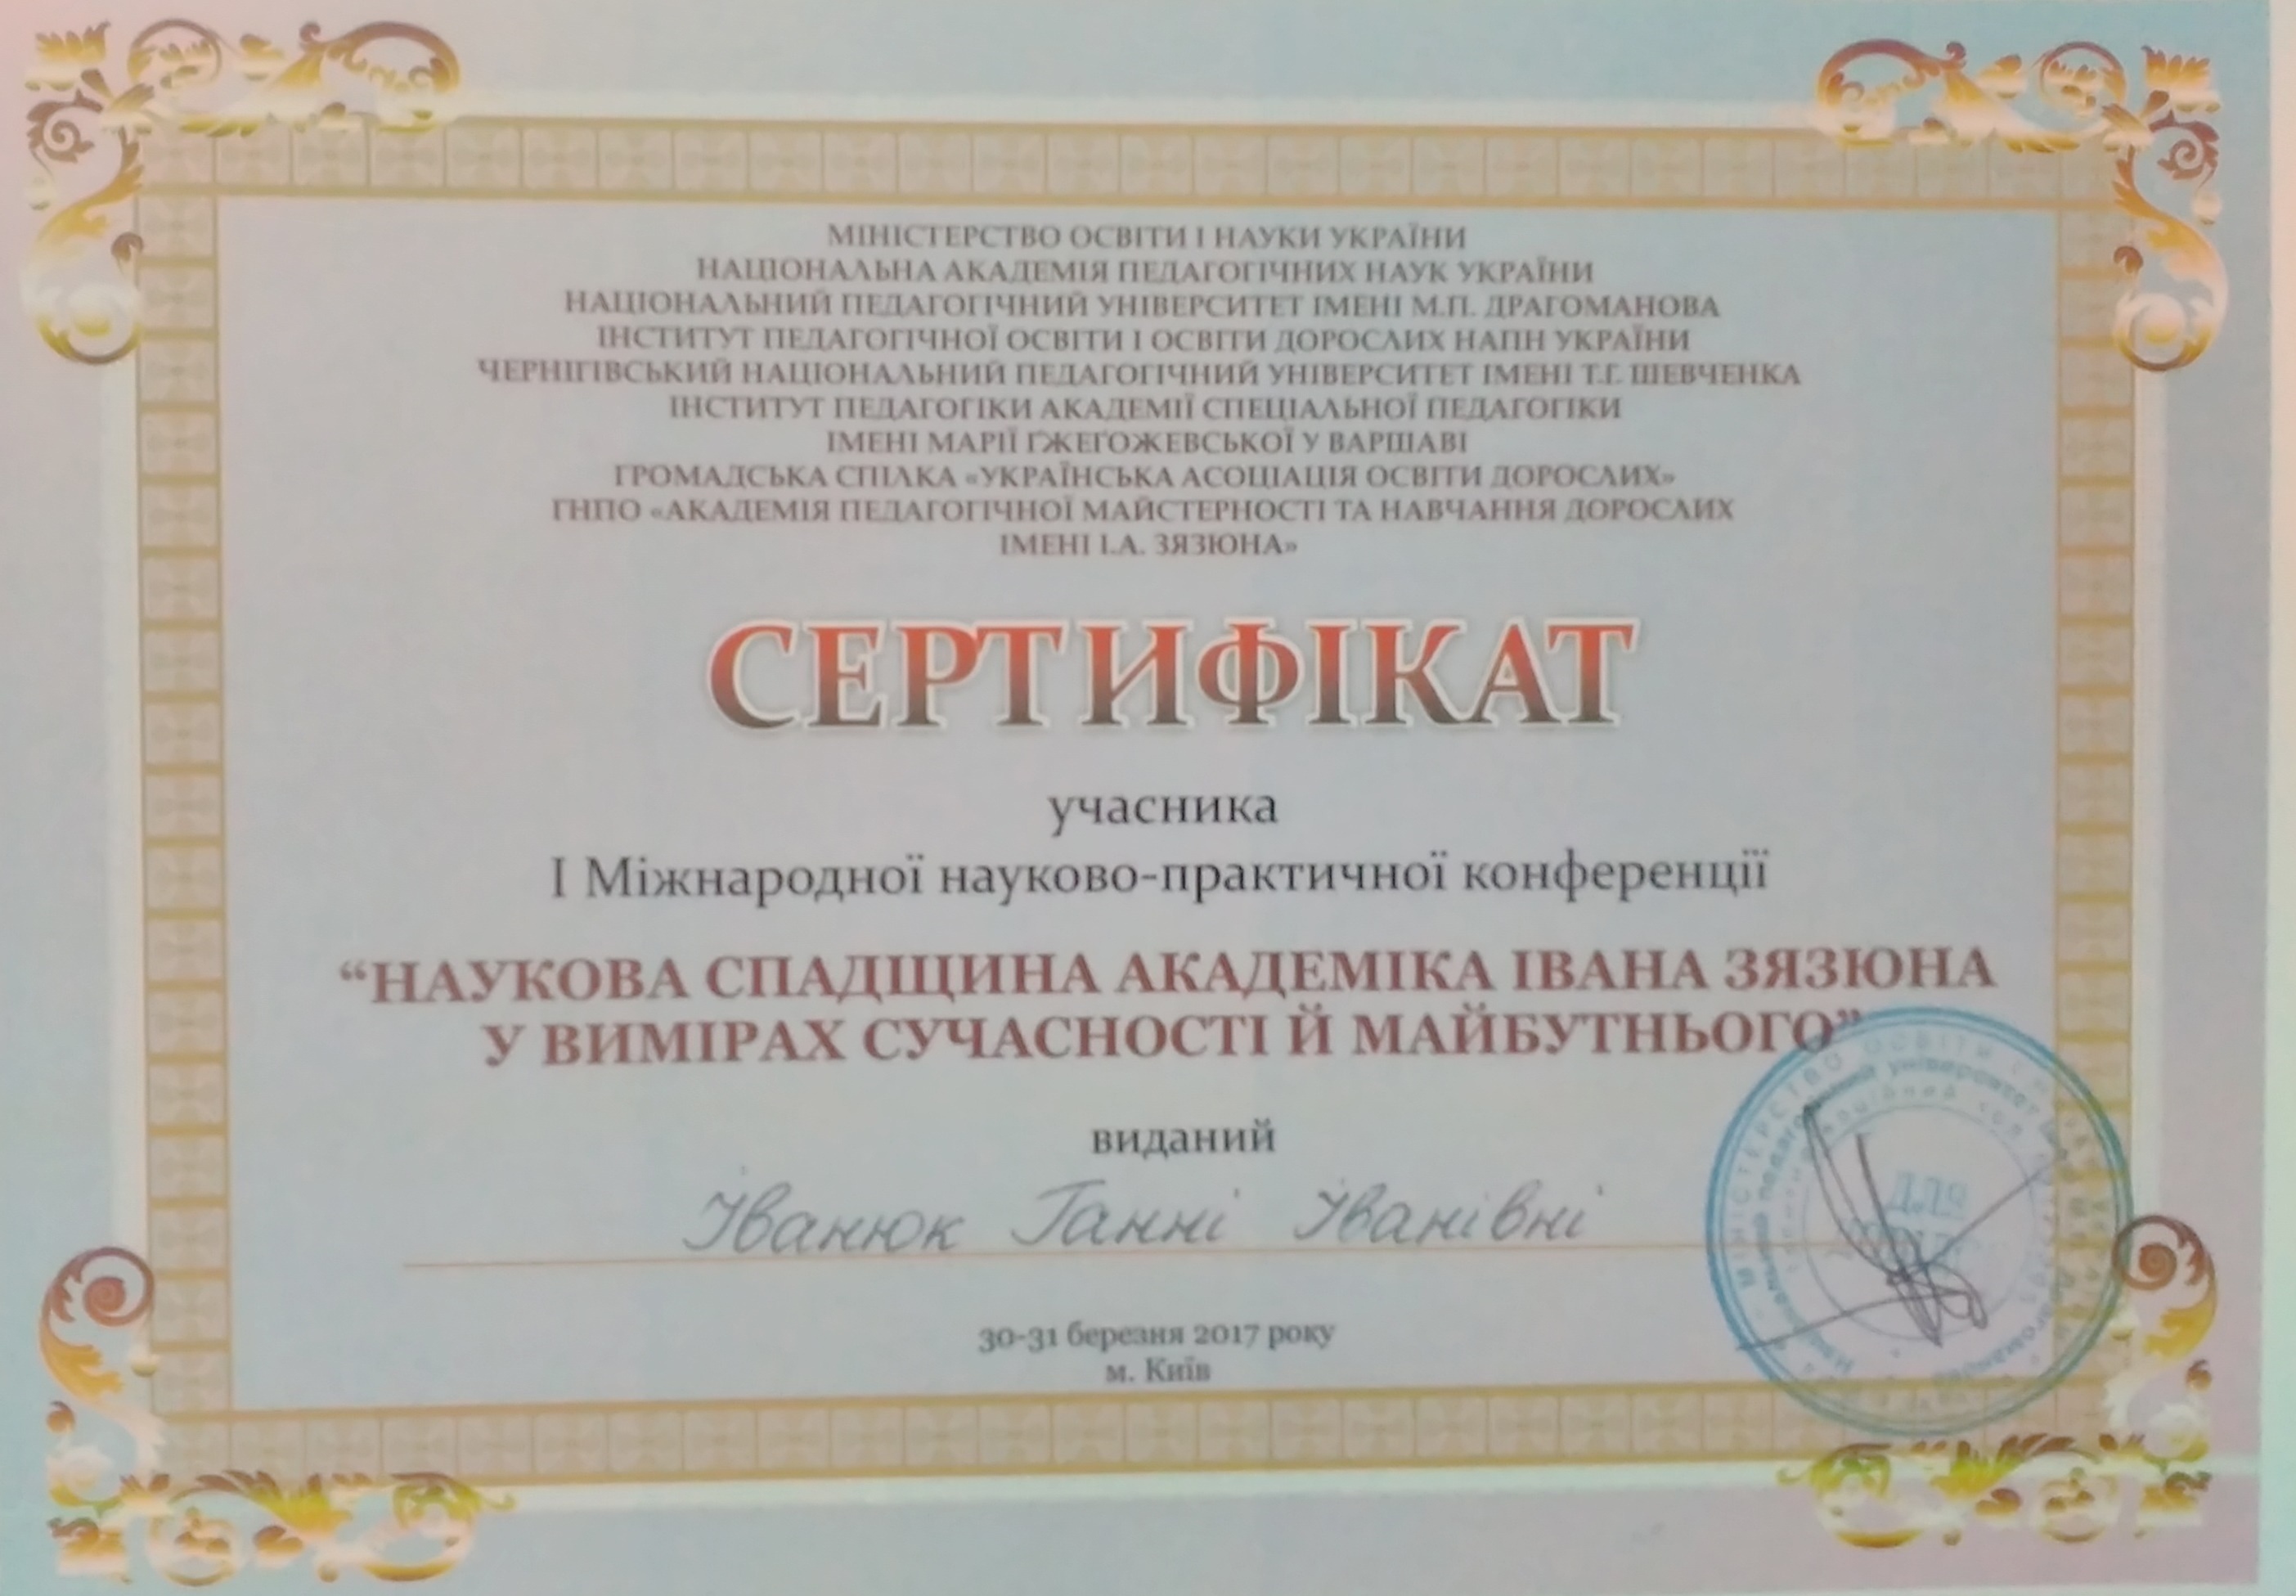 МІНІСТЕРСТВО ОСВІТИ І НАУКИ УКРАЇНИ
НАЦІОНАЛЬНА АКАДЕМІЯ ПЕДАГОГІЧНИХ НАУК УКРАЇНИ
НАЦІОНАЛЬНИЙ ПЕДАГОГІЧНИЙ УНІВЕРСИТЕТ ІМЕНІ М.П. ДРАГОМАНОВА
ІНСТИТУТ ПЕДАГОГІЧНОЇ ОСВІТИ І ОСВІТИ ДОРОСЛИХ НАПН УКРАЇНИ
ЧЕРНІГІВСЬКИЙ НАЦІОНАЛЬНИЙ ПЕДАГОГІЧНИЙ УНІВЕРСИТЕТ ІМЕНІ Т.Г. ШЕВЧЕНКА
ІНСТИТУТ ПЕДАГОГІКИ АКАДЕМІЇ СПЕЦІАЛЬНОЇ ПЕДАГОГІКИ
ІМЕНІ МАРІЇ ҐЖЕҐОЖЕВСЬКОЇ У ВАРШАВІ
ГРОМАДСЬКА СПІЛКА «УКРАЇНСЬКА АСОЦІАЦІЯ ОСВІТИ ДОРОСЛИХ»
ГНПО «АКАДЕМІЯ ПЕДАГОГІЧНОЇ МАЙСТЕРНОСТІ ТА НАВЧАННЯ ДОРОСЛИХ
ІМЕНІ І.А. ЗЯЗЮНА»
СЕРТИФІКАТ
учасника
І Міжнародної науково-практичної конференції
“НАУКОВА СПАДЩИНА АКАДЕМІКА ІВАНА ЗЯЗЮНА
У ВИМІРАХ СУЧАСНОСТІ Й МАЙБУТНЬОГО”
виданий
Іванюк Ганні Іванівні
30-31 березня 2017 року
м. Київ
ДЛЯ